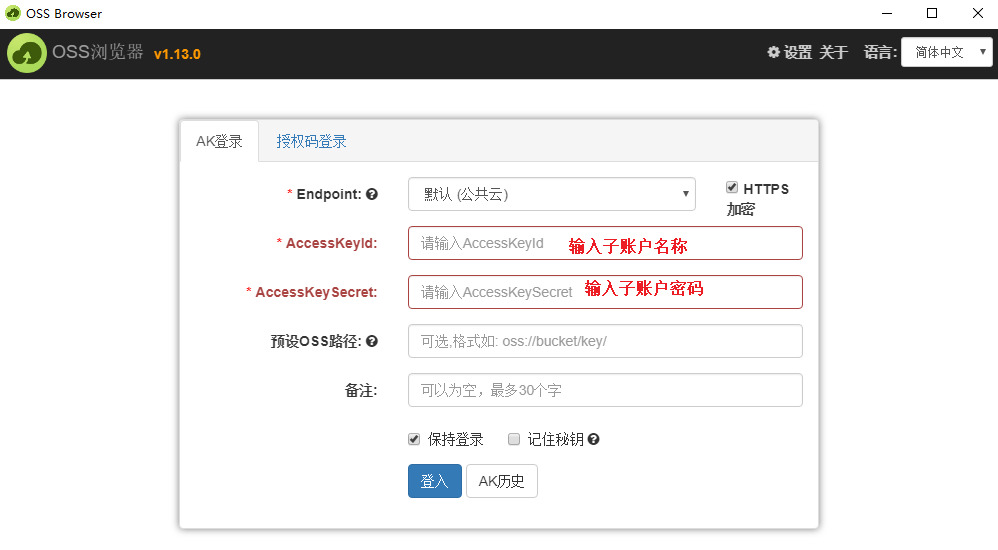 OSS Browser
OSS浏览器 v1.13.0 设置 关于 语言: 简体中文
AK登录 授权码登录
* Endpoint: 默认 (公共云) HTTPS
加密
* AccessKeyId: 请输入AccessKeyId 输入子账户名称
* AccessKeySecret: 请输入AccessKeySecret 输入子账户密码
预设OSS路径: 可选,格式如: oss://bucket/key/
备注: 可以为空，最多30个字
保持登录 记住秘钥
登入 AK历史